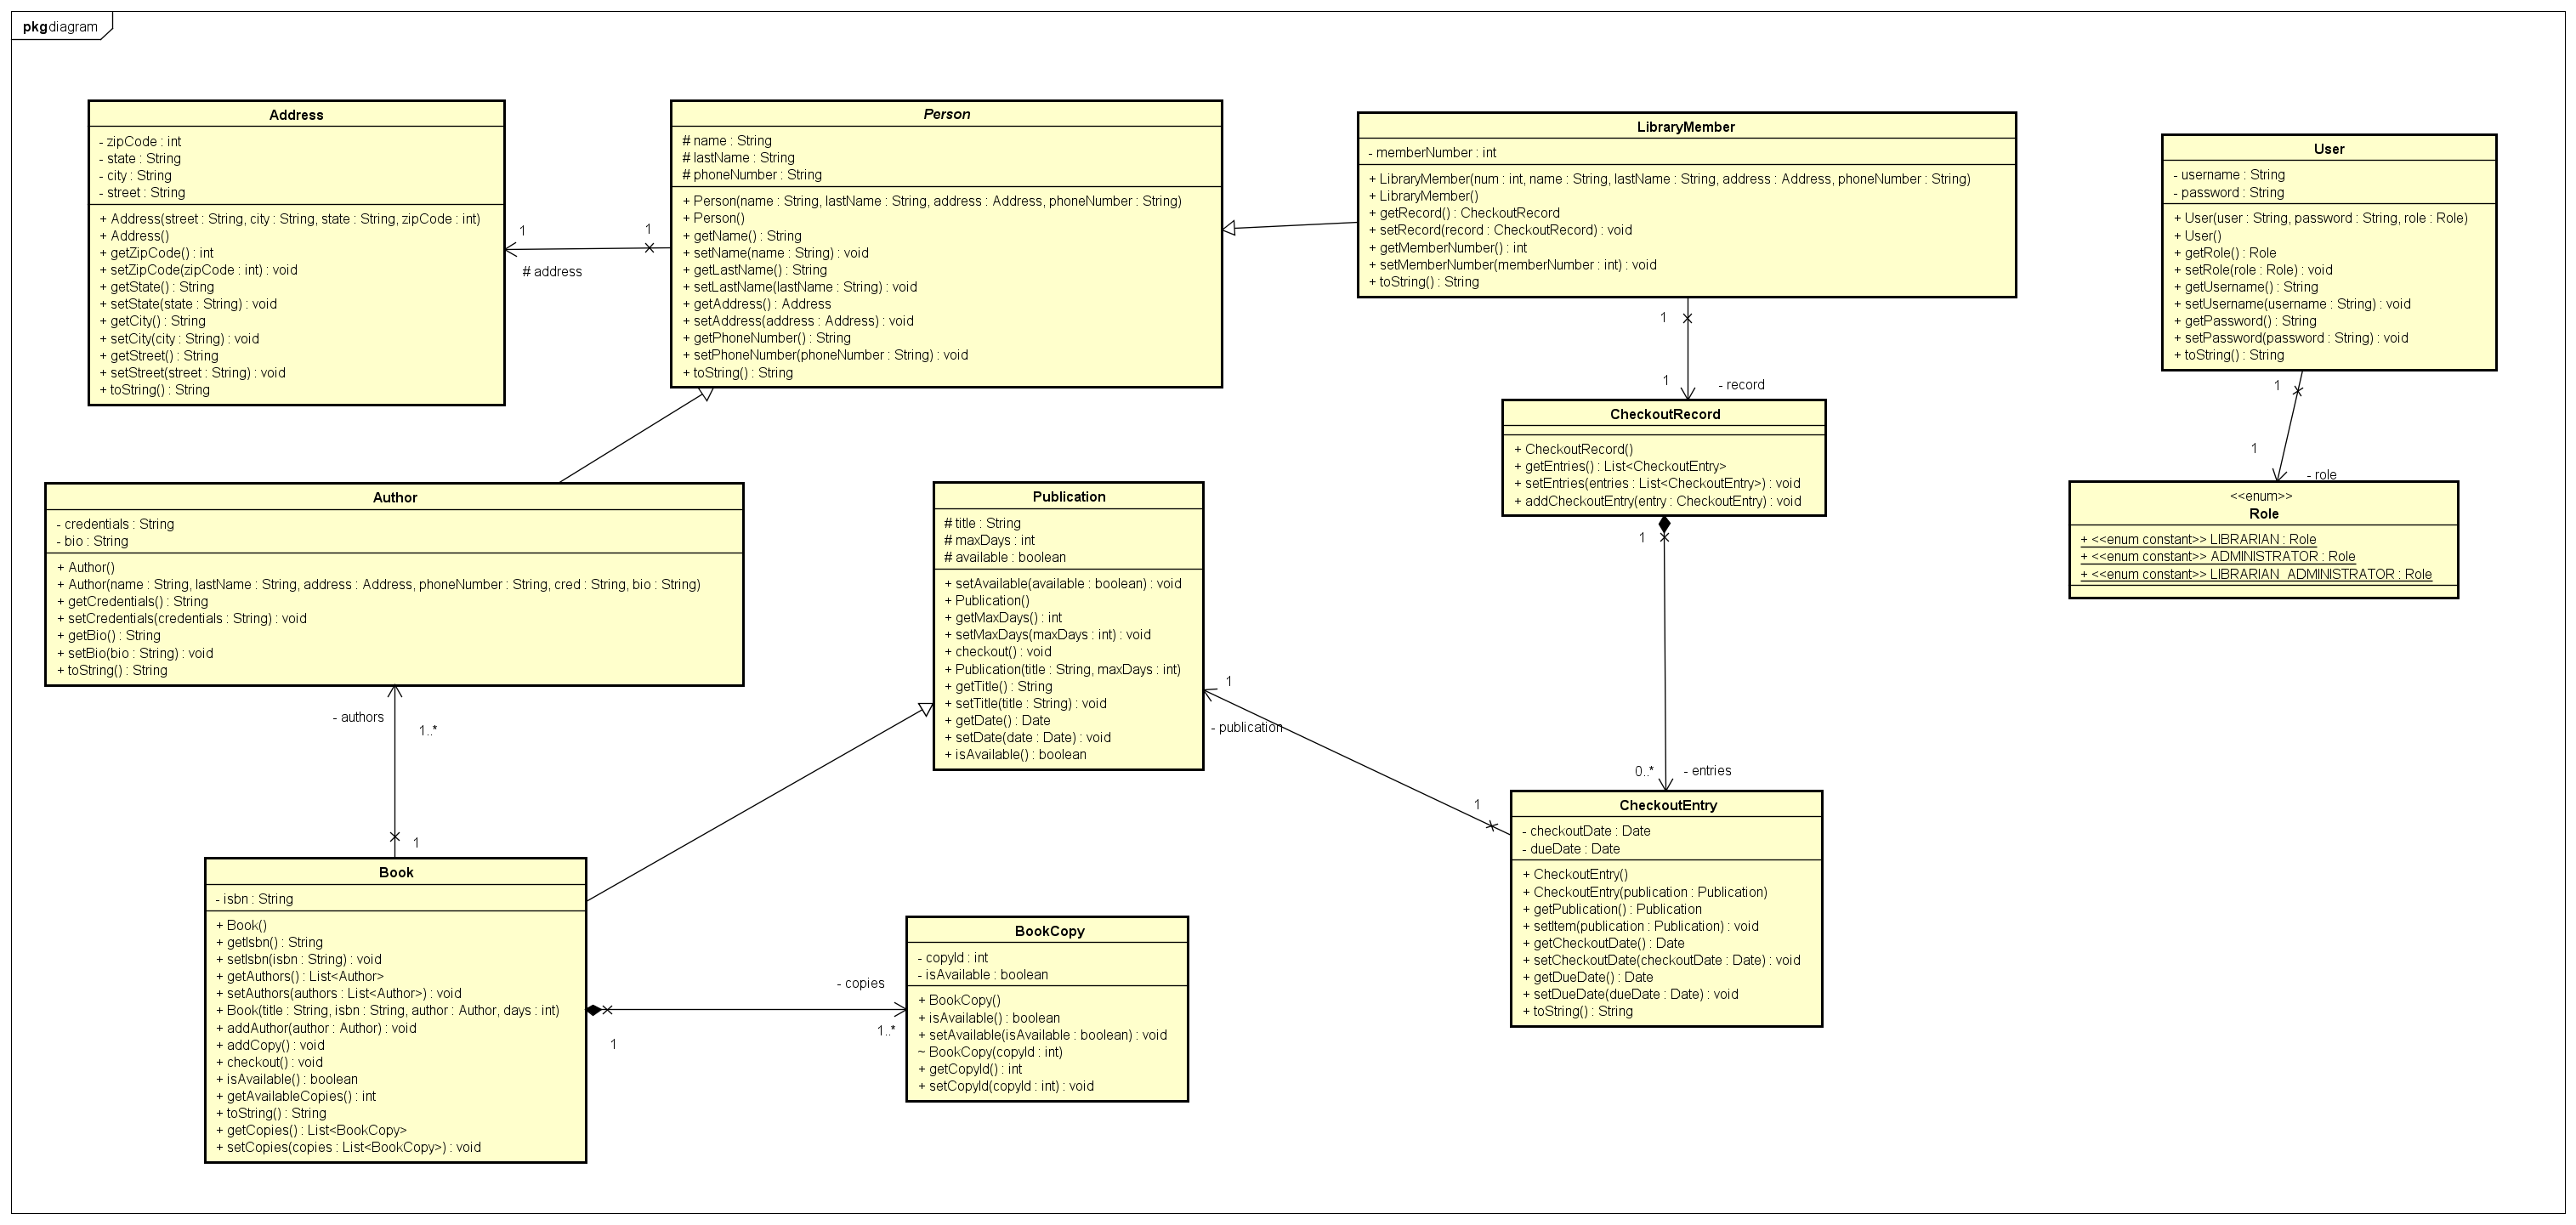 pkg diagram
Address
- zipCode : int
- state : String
- city : String
- street : String
+ Address(street : String, city : String, state : String, zipCode : int)
+ Address()
+ getZipCode() : int
+ setZipCode(zipCode : int) : void
+ getState() : String
+ setState(state : String) : void
+ getCity() : String
+ setCity(city : String) : void
+ getStreet() : String
+ setStreet(street : String) : void
+ toString() : String
1
# address
1
Person
# name : String
# lastName : String
# phoneNumber : String
+ Person(name : String, lastName : String, address : Address, phoneNumber : String)
+ Person()
+ getName() : String
+ setName(name : String) : void
+ getLastName() : String
+ setLastName(lastName : String) : void
+ getAddress() : Address
+ setAddress(address : Address) : void
+ getPhoneNumber() : String
+ setPhoneNumber(phoneNumber : String) : void
+ toString() : String
LibraryMember
- memberNumber : int
+ LibraryMember(num : int, name : String, lastName : String, address : Address, phoneNumber : String)
+ LibraryMember()
+ getRecord() : CheckoutRecord
+ setRecord(record : CheckoutRecord) : void
+ getMemberNumber() : int
+ setMemberNumber(memberNumber : int) : void
+ toString() : String
1
1
- record
User
- username : String
- password : String
+ User(user : String, password : String, role : Role)
+ User()
+ getRole() : Role
+ setRole(role : Role) : void
+ getUsername() : String
+ setUsername(username : String) : void
+ getPassword() : String
+ setPassword(password : String) : void
+ toString() : String
1
1
- role
<<enum>>
Role
+ <<enum constant>> LIBRARIAN : Role
+ <<enum constant>> ADMINISTRATOR : Role
+ <<enum constant>> LIBRARIAN_ADMINISTRATOR : Role
CheckoutRecord
+ CheckoutRecord()
+ getEntries() : List<CheckoutEntry>
+ setEntries(entries : List<CheckoutEntry>) : void
+ addCheckoutEntry(entry : CheckoutEntry) : void
1
0..*
- entries
Author
- credentials : String
- bio : String
+ Author()
+ Author(name : String, lastName : String, address : Address, phoneNumber : String, cred : String, bio : String)
+ getCredentials() : String
+ setCredentials(credentials : String) : void
+ getBio() : String
+ setBio(bio : String) : void
+ toString() : String
- authors
1..*
1
Publication
# title : String
# maxDays : int
# available : boolean
+ setAvailable(available : boolean) : void
+ Publication()
+ getMaxDays() : int
+ setMaxDays(maxDays : int) : void
+ checkout() : void
+ Publication(title : String, maxDays : int)
+ getTitle() : String
+ setTitle(title : String) : void
+ getDate() : Date
+ setDate(date : Date) : void
+ isAvailable() : boolean
1
- publication
1
CheckoutEntry
- checkoutDate : Date
- dueDate : Date
+ CheckoutEntry()
+ CheckoutEntry(publication : Publication)
+ getPublication() : Publication
+ setItem(publication : Publication) : void
+ getCheckoutDate() : Date
+ setCheckoutDate(checkoutDate : Date) : void
+ getDueDate() : Date
+ setDueDate(dueDate : Date) : void
+ toString() : String
Book
- isbn : String
+ Book()
+ getIsbn() : String
+ setIsbn(isbn : String) : void
+ getAuthors() : List<Author>
+ setAuthors(authors : List<Author>) : void
+ Book(title : String, isbn : String, author : Author, days : int)
+ addAuthor(author : Author) : void
+ addCopy() : void
+ checkout() : void
+ isAvailable() : boolean
+ getAvailableCopies() : int
+ toString() : String
+ getCopies() : List<BookCopy>
+ setCopies(copies : List<BookCopy>) : void
1
- copies
1..*
BookCopy
- copyId : int
- isAvailable : boolean
+ BookCopy()
+ isAvailable() : boolean
+ setAvailable(isAvailable : boolean) : void
~ BookCopy(copyId : int)
+ getCopyId() : int
+ setCopyId(copyId : int) : void